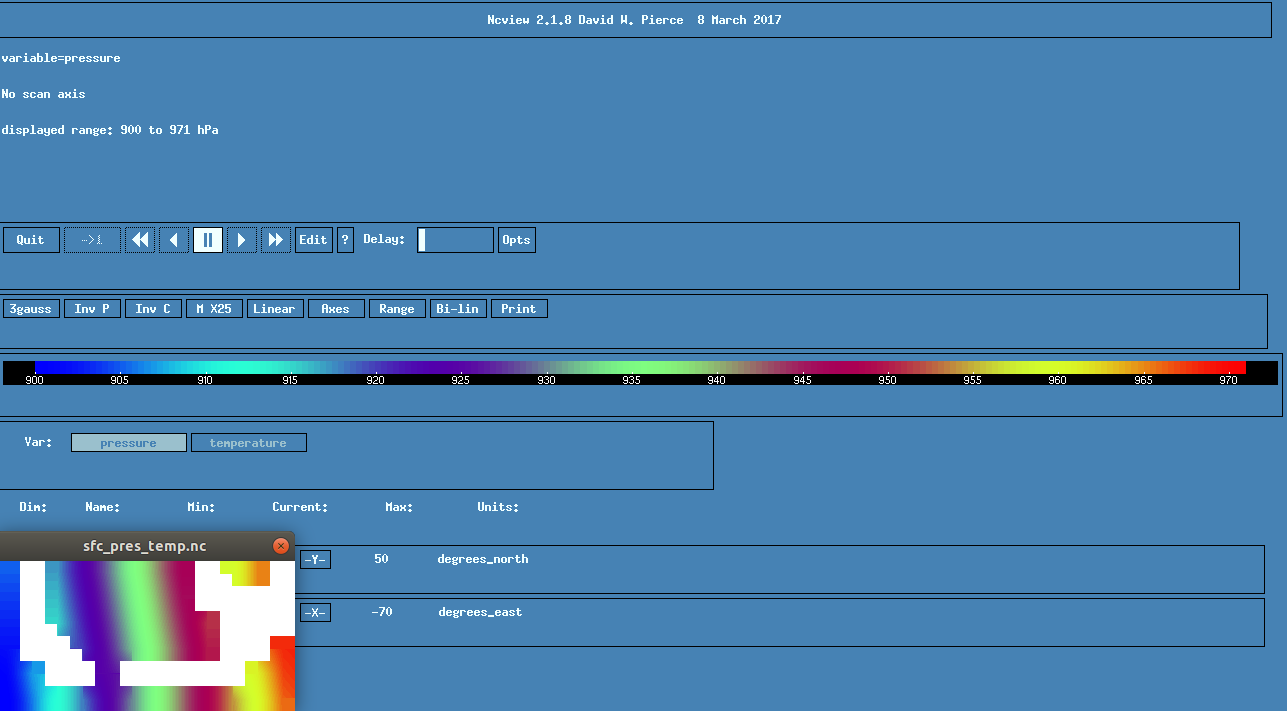 Ncview 2.1.8 David W. Pierce  8 March 2017
variable=pressure
No scan axis
displayed range: 900 to 971 hPa
Quit ->1 Edit ? Delay: Opts
3gauss Inv P Inv C M X25 Linear Axes Range Bi-lin Print
900 905 910 915 920 925 930 935 940 945 950 955 960 965 970
Var: pressure temperature
Dim: Name: Min: Current: Max: Units:
sfc_pres_temp.nc
-Y- 50 degrees_north
-X- -70 degrees_east